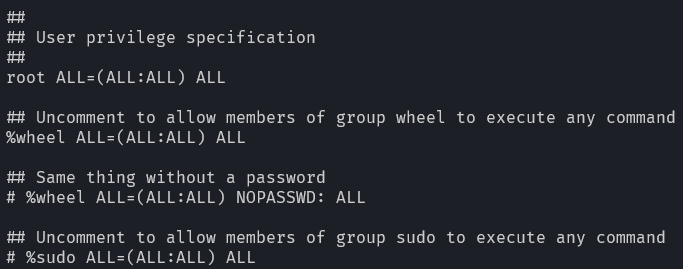 ##
## User privilege specification
##
root ALL=(ALL:ALL) ALL

## Uncomment to allow members of group wheel to execute any command
%wheel ALL=(ALL:ALL) ALL

## Same thing without a password
# %wheel ALL=(ALL:ALL) NOPASSWD: ALL

## Uncomment to allow members of group sudo to execute any command
# %sudo ALL=(ALL:ALL) ALL